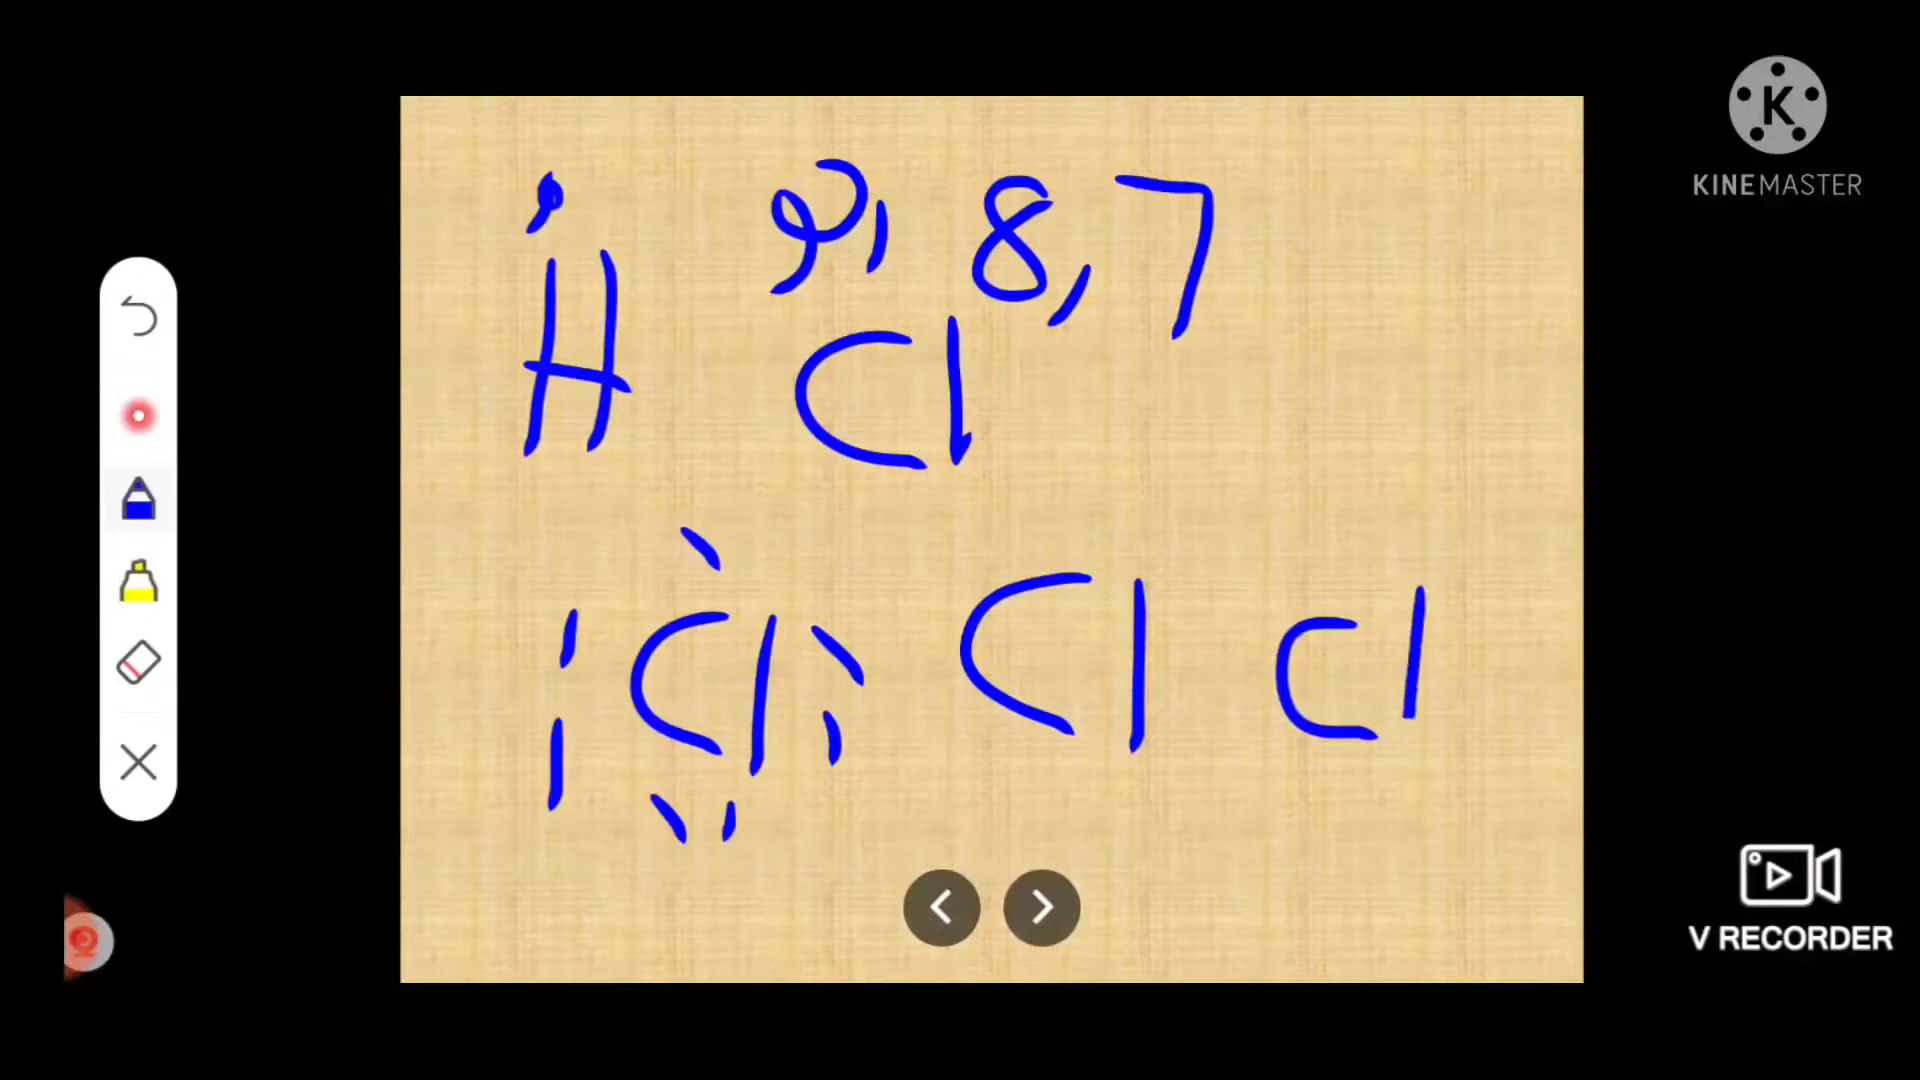 H 2, 8, 7
Cl
Cl Cl Cl
K
KINEMASTER
V RECORDER